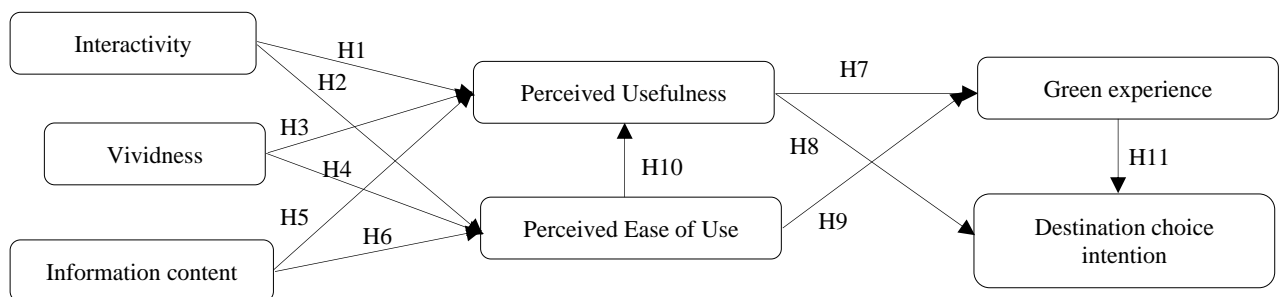 Interactivity
H1
H2
Perceived Usefulness
H7
Green experience
H3
Vividness
H4
H10
H8
H11
H5
H6
Perceived Ease of Use
H9
Destination choice
intention
Information content